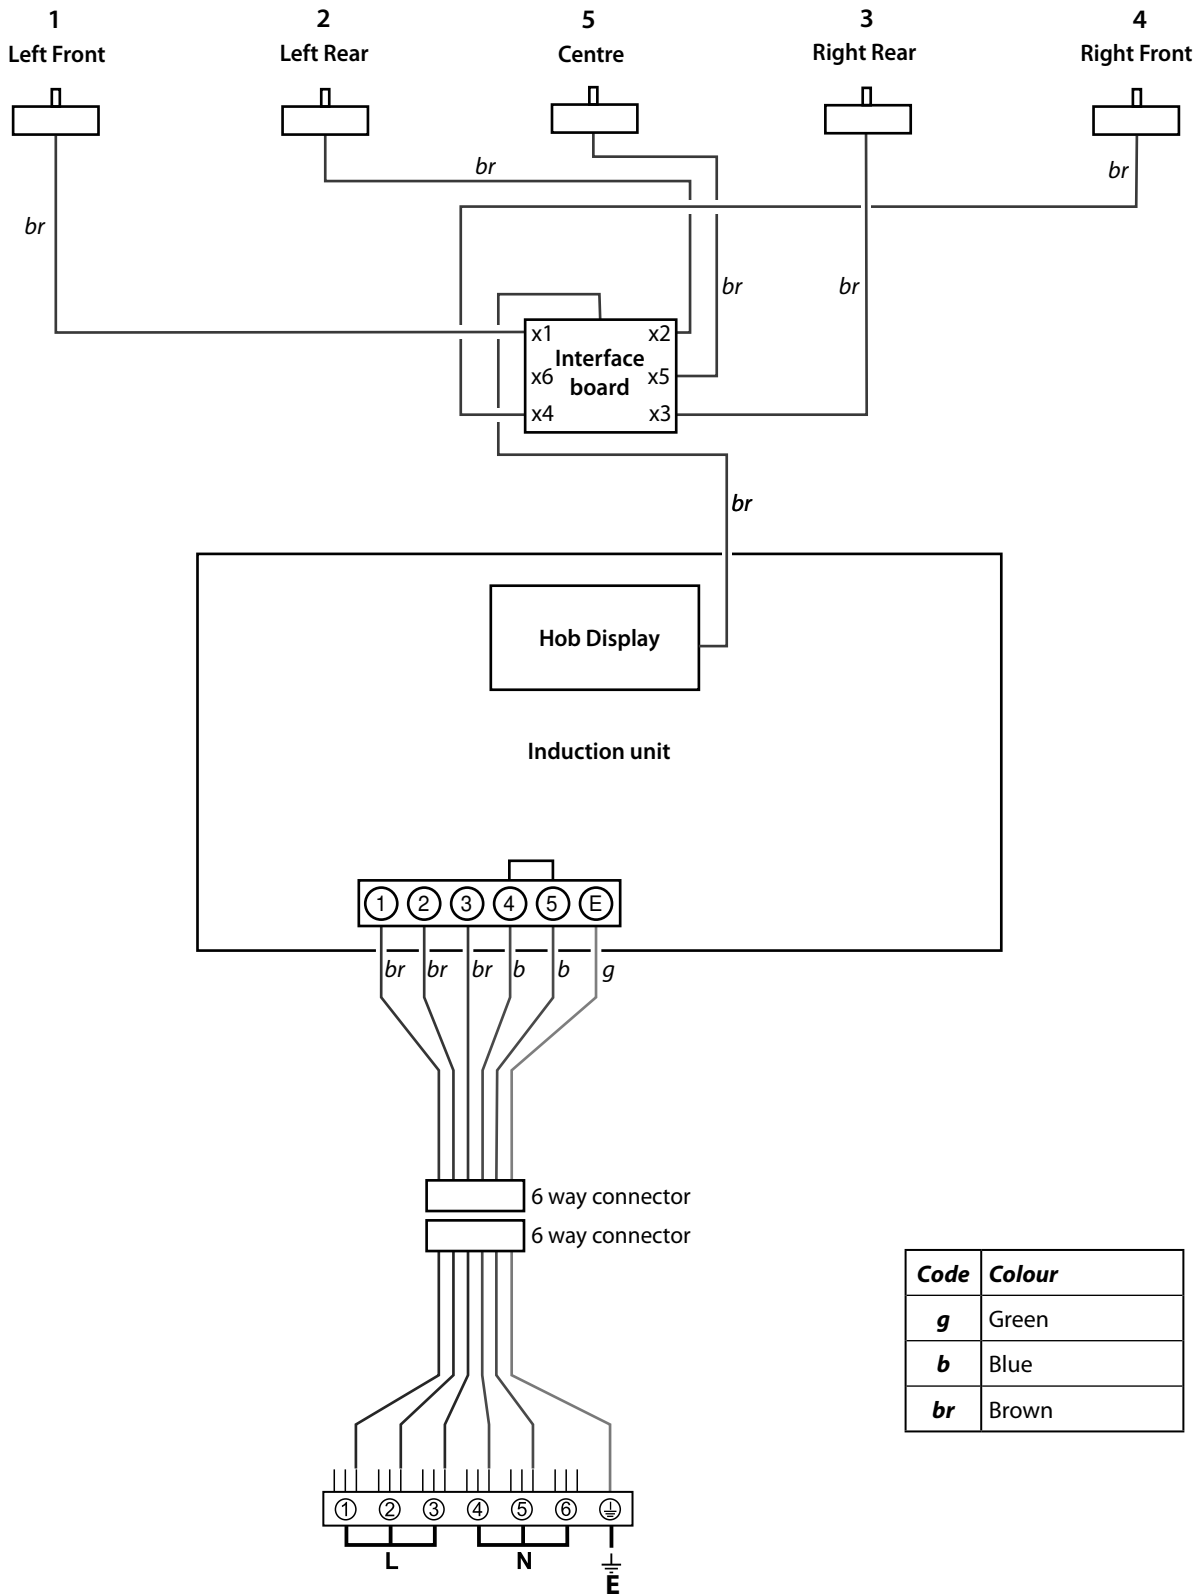 1 2 5 3 4
Left Front Left Rear Centre Right Rear Right Front
br
br
br
br br
x1 x2
Interface
x6 x5
board
x4 x3
br
Hob Display
Induction unit
1 2 3 4 5 E
br br br b b g
6 way connector
6 way connector
Code Colour
g Green
b Blue
br Brown
1 2 3 4 5 6
L N
E